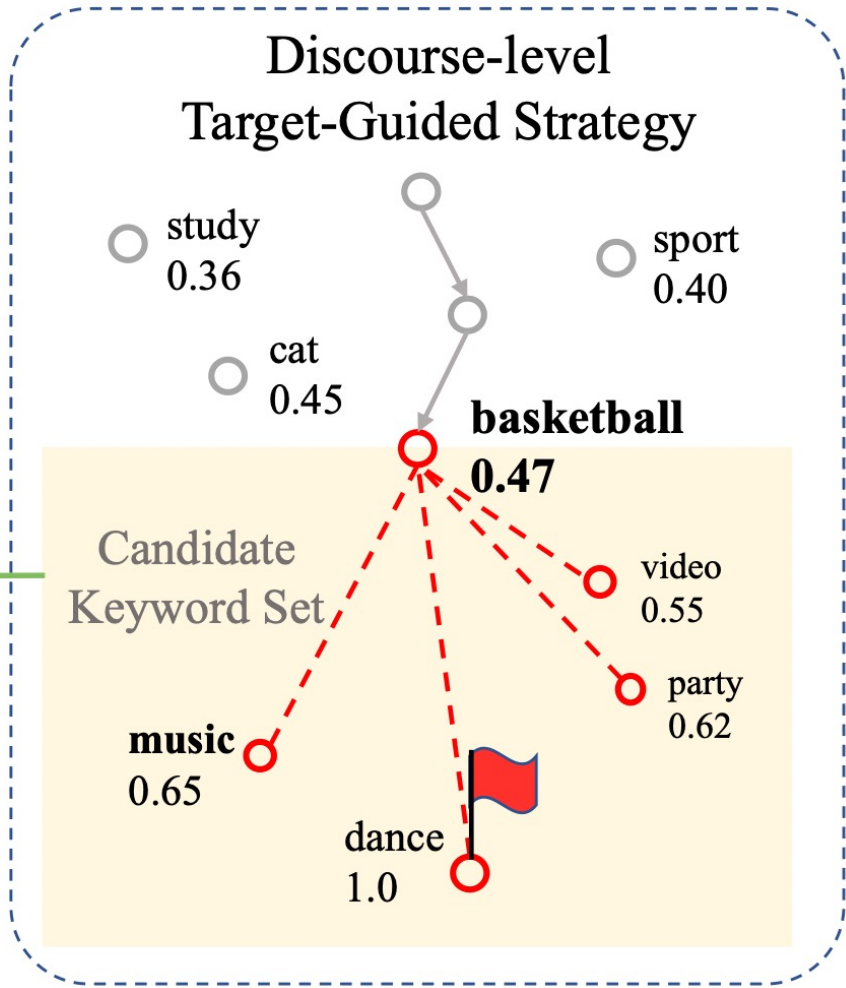 Discourse-level
Target-Guided Strategy
study
0.36
sport
0.40
cat
0.45
basketball
0.47
Candidate
Keyword Set
video
0.55
party
0.62
music
0.65
dance
1.0